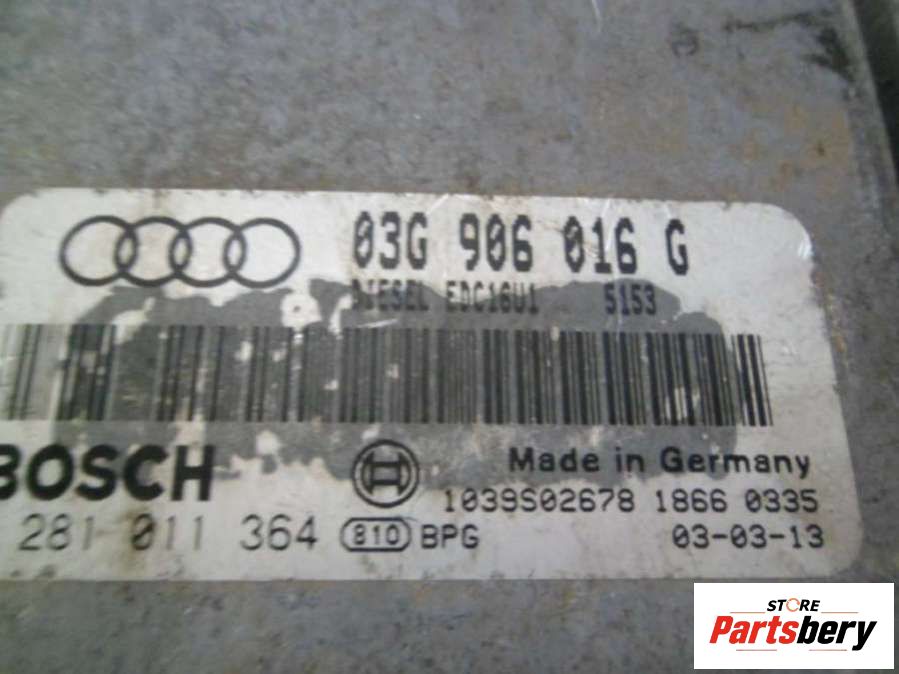 03G 906 016 G
DIESEL EDC16U1 5153
BOSCH
Made in Germany
1039S02678 1866 0335
281 011 364 810 BPG
03-03-13
STORE
Partsbery